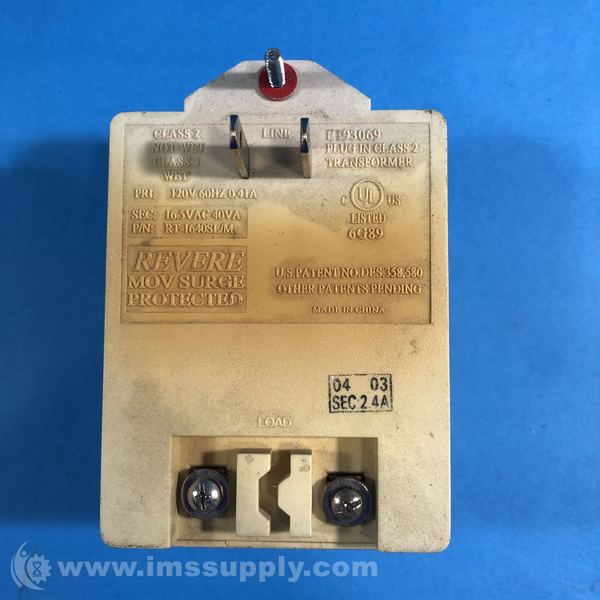 CLASS 2
NOT WET
CLASS 3
WET
LINE
E193069
PLUG IN CLASS 2
TRANSFORMER
PRI: 120V 60HZ 0.41A
SEC: 16.5VAC 40VA
P/N: RT-1640SL/M
C UL US
LISTED
6G89
REVERE
MOV SURGE
PROTECTED
U.S.PATENT NO.DES.358,580
OTHER PATENTS PENDING
MADE IN CHINA
04 03
SEC 2.4A
LOAD
www.imssupply.com